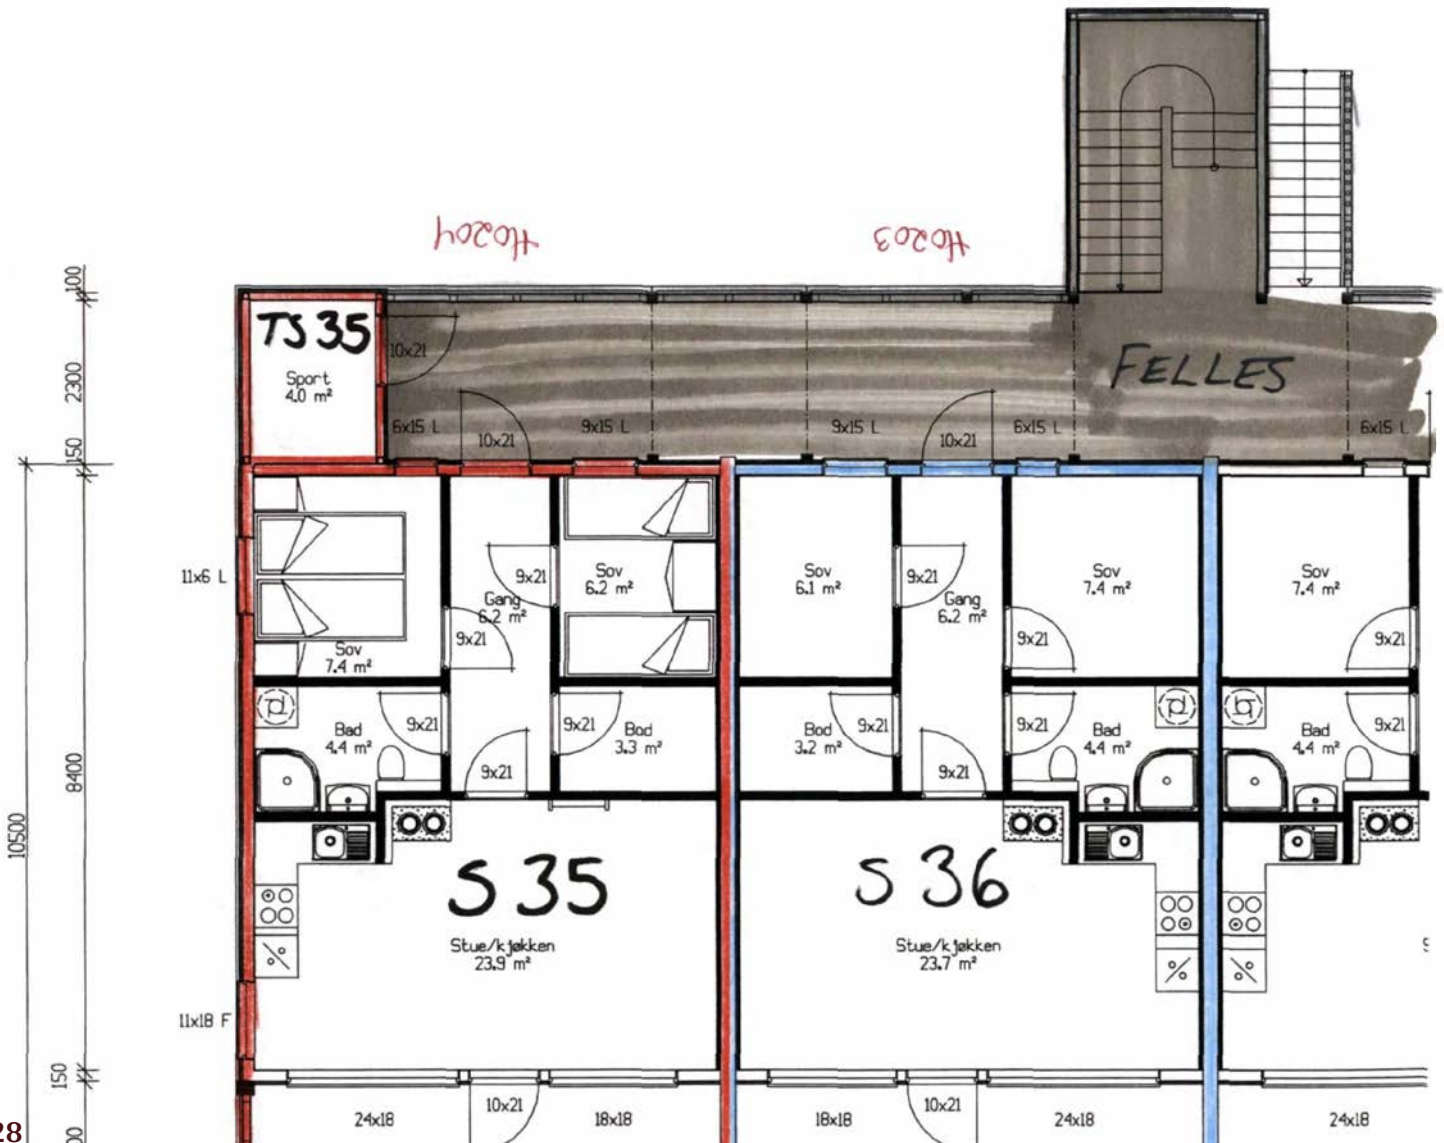 H0204
H0203
100
TS 35
Sport
4.0 m²
10x21
2300
FELLES
6x15 L
10x21
9x15 L
9x15 L
10x21
6x15 L
6x15 L
150
11x6 L
9x21
Sov
6.2 m²
Gang
6.2 m²
9x21
Sov
7.4 m²
Sov
6.1 m²
9x21
Gang
6.2 m²
Sov
7.4 m²
9x21
Sov
7.4 m²
9x21
8400
10500
Bad
4.4 m²
9x21
9x21
Bod
3.3 m²
9x21
Bod
3.2 m²
9x21
9x21
9x21
Bad
4.4 m²
Bad
4.4 m²
9x21
S 35
S 36
Stue/kjøkken
23.9 m²
Stue/kjøkken
23.7 m²
11x18 F
150
24x18
10x21
18x18
18x18
10x21
24x18
24x18
28